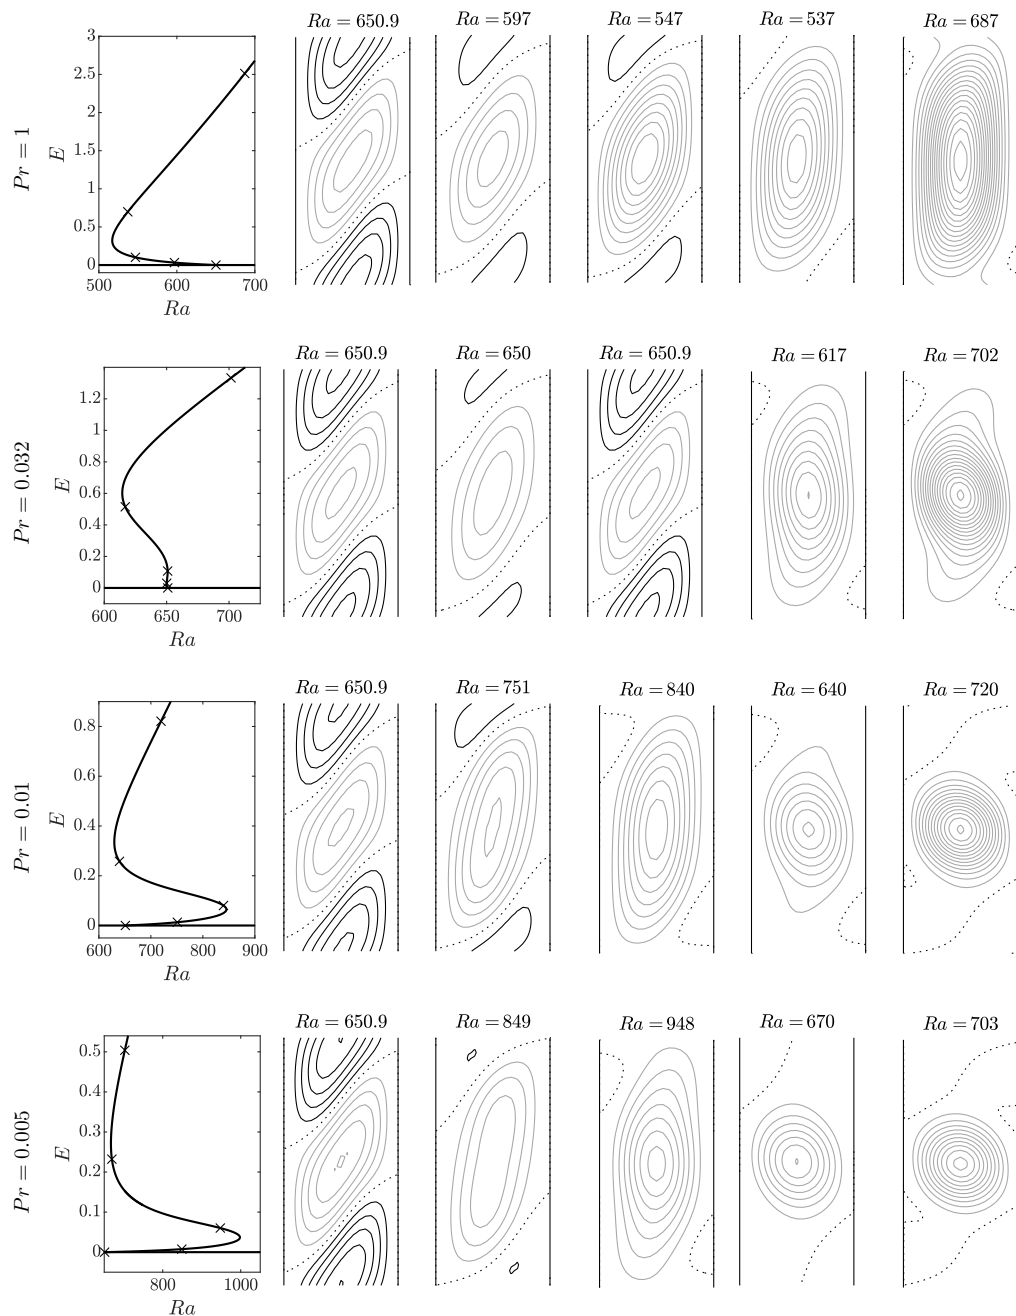 Ra = 650.9 Ra = 597 Ra = 547 Ra = 537 Ra = 687
3
2.5
2
1.5
1
0.5
0
E
Pr = 1
500 600 700
Ra
Ra = 650.9 Ra = 650 Ra = 650.9 Ra = 617 Ra = 702
1.2
1
0.8
0.6
0.4
0.2
0
E
Pr = 0.032
600 650 700
Ra
Ra = 650.9 Ra = 751 Ra = 840 Ra = 640 Ra = 720
0.8
0.6
0.4
0.2
0
E
Pr = 0.01
600 700 800 900
Ra
Ra = 650.9 Ra = 849 Ra = 948 Ra = 670 Ra = 703
0.5
0.4
0.3
0.2
0.1
0
E
Pr = 0.005
800 1000
Ra